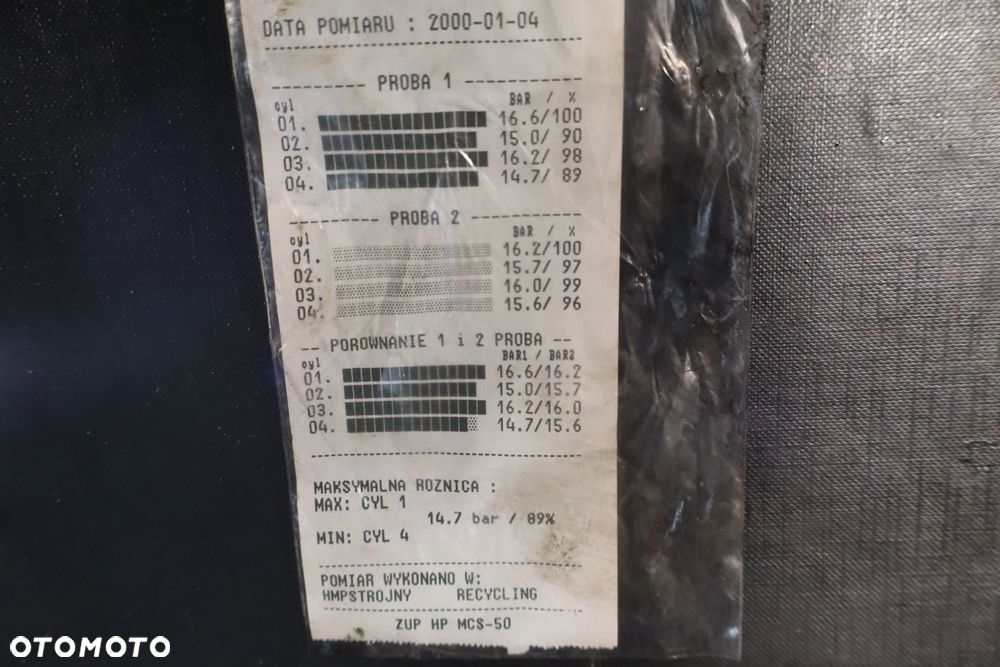 DATA POMIARU : 2000-01-04
PROBA 1
cyl BAR / %
01. 16.6/100
02. 15.0/ 90
03. 16.2/ 98
04. 14.7/ 89
PROBA 2
cyl BAR / %
01. 16.2/100
02. 15.7/ 97
03. 16.0/ 99
04. 15.6/ 96
-- POROWNANIE 1 i 2 PROBA --
cyl BAR1 / BAR2
01. 16.6/16.2
02. 15.0/15.7
03. 16.2/16.0
04. 14.7/15.6
MAKSYMALNA ROZNICA :
MAX: CYL 1
14.7 bar / 89%
MIN: CYL 4
POMIAR WYKONANO W:
HMPSTROJNY RECYCLING
ZUP HP MCS-50
OTOMOTO